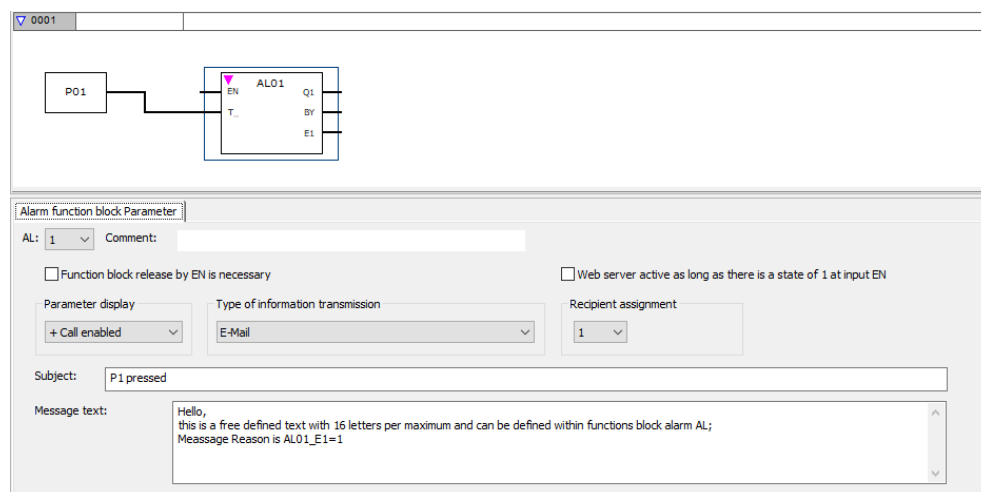 0001
P01
AL01
EN
T_
Q1
BY
E1
Alarm function block Parameter
AL: 1 Comment:
Function block release by EN is necessary
Web server active as long as there is a state of 1 at input EN
Parameter display
Type of information transmission
Recipient assignment
+ Call enabled
E-Mail
1
Subject: P1 pressed
Message text:
Hello,
this is a free defined text with 16 letters per maximum and can be defined within functions block alarm AL;
Meassage Reason is AL01_E1=1